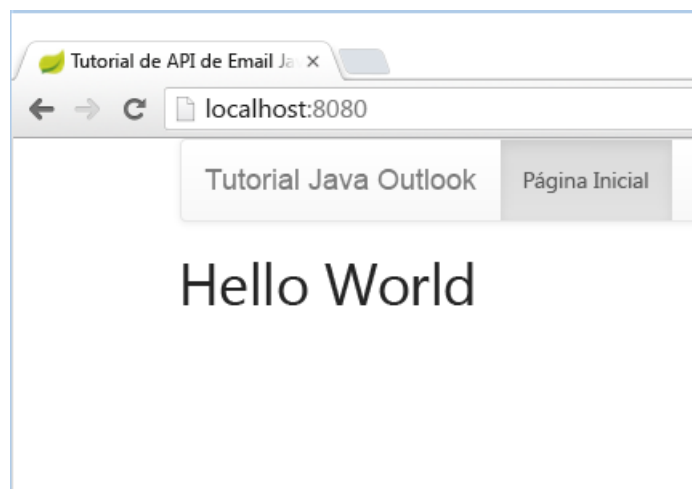 Tutorial de API de Email Ja
localhost:8080
Tutorial Java Outlook Página Inicial
Hello World